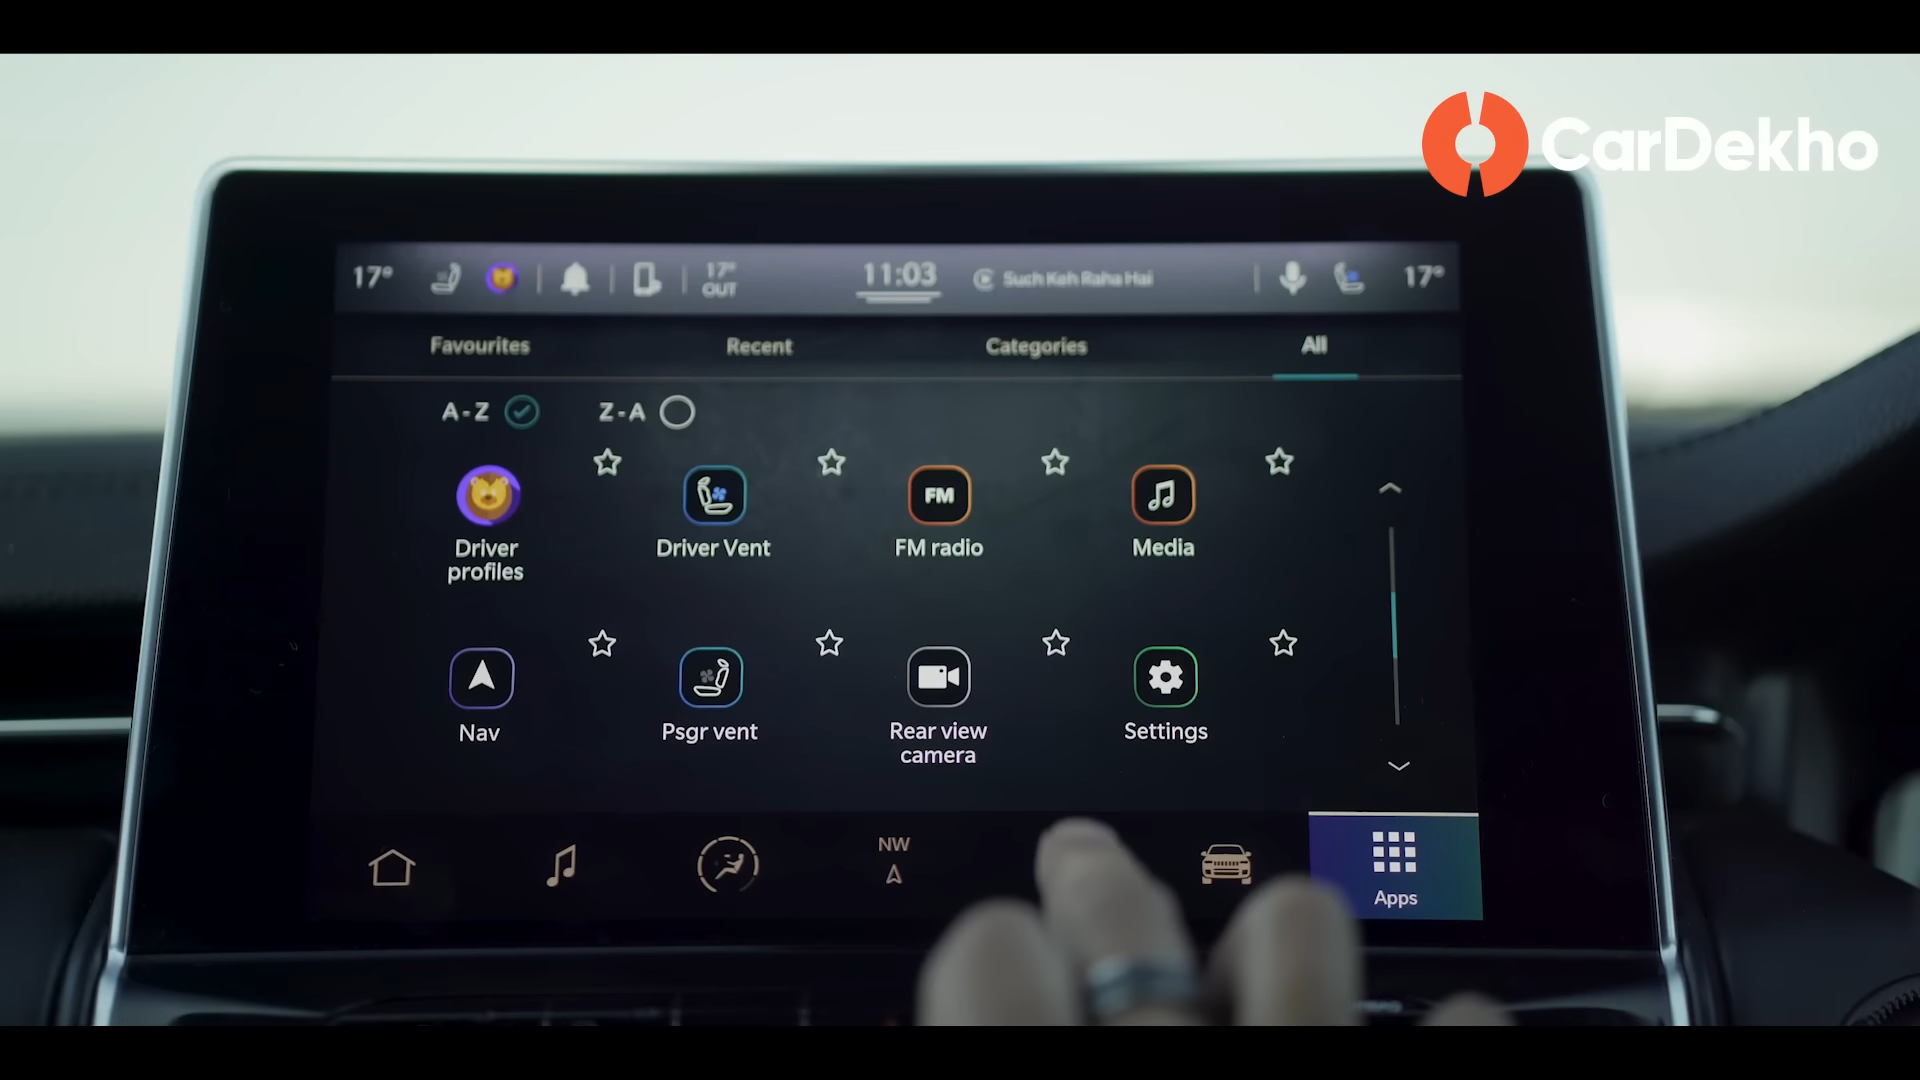 CarDekho
17° 17° OUT 11:03 Such Keh Raha Hai 17°
Favourites Recent Categories All
A-Z Z-A
FM
Driver profiles Driver Vent FM radio Media
Nav Psgr vent Rear view camera Settings
NW
Apps